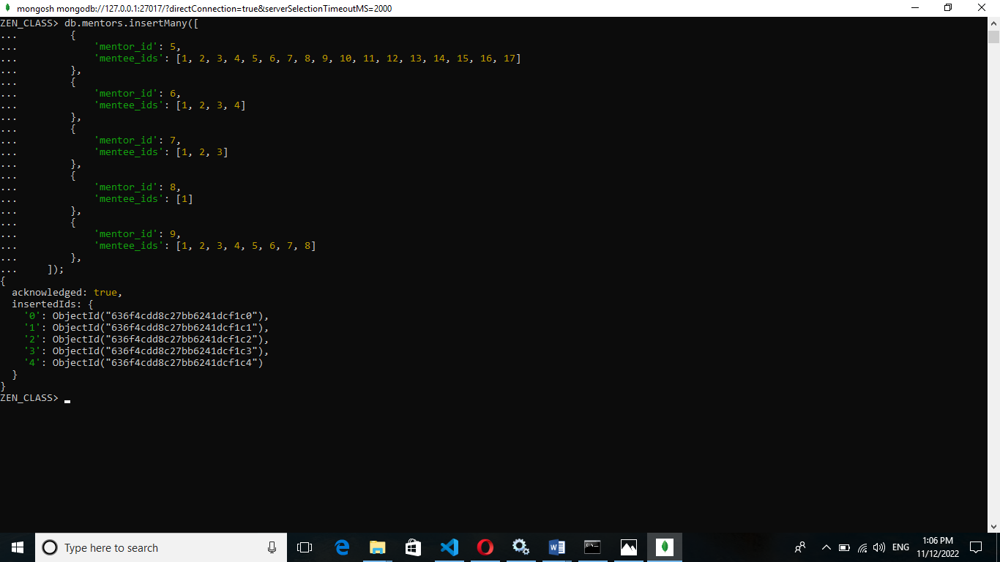 mongosh mongodb://127.0.0.1:27017/?directConnection=true&serverSelectionTimeoutMS=2000
ZEN_CLASS> db.mentors.insertMany([
...         {
...             'mentor_id': 5,
...             'mentee_ids': [1, 2, 3, 4, 5, 6, 7, 8, 9, 10, 11, 12, 13, 14, 15, 16, 17]
...         },
...         {
...             'mentor_id': 6,
...             'mentee_ids': [1, 2, 3, 4]
...         },
...         {
...             'mentor_id': 7,
...             'mentee_ids': [1, 2, 3]
...         },
...         {
...             'mentor_id': 8,
...             'mentee_ids': [1]
...         },
...         {
...             'mentor_id': 9,
...             'mentee_ids': [1, 2, 3, 4, 5, 6, 7, 8]
...         },
...     ]);
{
  acknowledged: true,
  insertedIds: {
    '0': ObjectId("636f4cdd8c27bb6241dcf1c0"),
    '1': ObjectId("636f4cdd8c27bb6241dcf1c1"),
    '2': ObjectId("636f4cdd8c27bb6241dcf1c2"),
    '3': ObjectId("636f4cdd8c27bb6241dcf1c3"),
    '4': ObjectId("636f4cdd8c27bb6241dcf1c4")
  }
}
ZEN_CLASS>
Type here to search
ENG
1:06 PM
11/12/2022